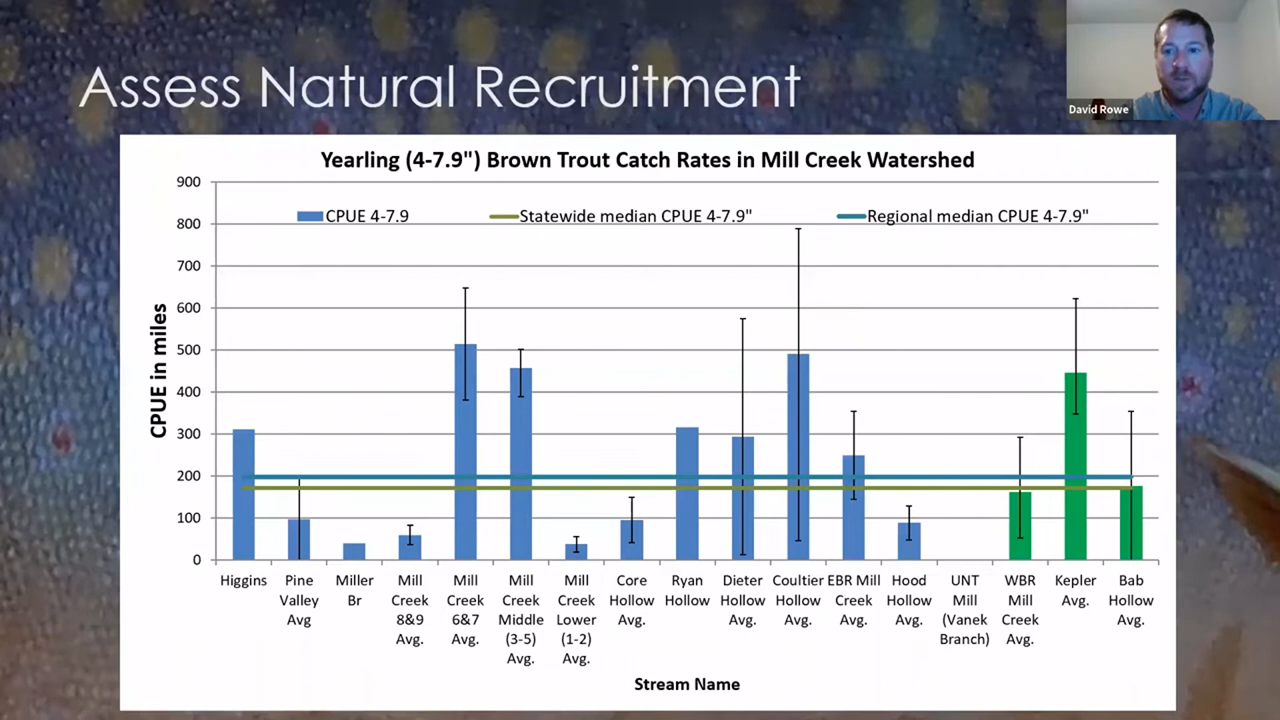 Assess Natural Recruitment
David Rowe
Yearling (4-7.9") Brown Trout Catch Rates in Mill Creek Watershed
CPUE 4-7.9
Statewide median CPUE 4-7.9"
Regional median CPUE 4-7.9"
CPUE in miles
900
800
700
600
500
400
300
200
100
0
Higgins
Pine
Valley
Avg
Miller
Br
Mill
Creek
8&9
Avg.
Mill
Creek
6&7
Avg.
Mill
Creek
Middle
(3-5)
Avg.
Mill
Creek
Lower
(1-2)
Avg.
Core
Hollow
Avg.
Ryan
Hollow
Dieter
Hollow
Avg.
Coultier
Hollow
Avg.
EBR Mill
Creek
Avg.
Hood
Hollow
Avg.
UNT
Mill
(Vanek
Branch)
WBR
Mill
Creek
Avg.
Kepler
Avg.
Bab
Hollow
Avg.
Stream Name